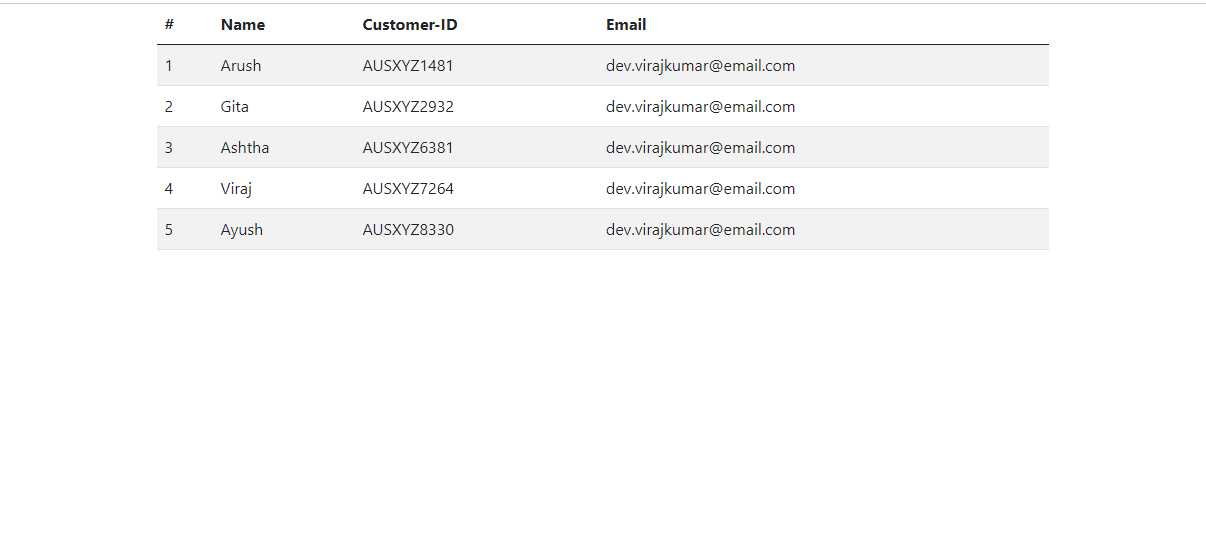 # Name Customer-ID Email
1 Arush AUSXYZ1481 dev.virajkumar@email.com
2 Gita AUSXYZ2932 dev.virajkumar@email.com
3 Ashtha AUSXYZ6381 dev.virajkumar@email.com
4 Viraj AUSXYZ7264 dev.virajkumar@email.com
5 Ayush AUSXYZ8330 dev.virajkumar@email.com